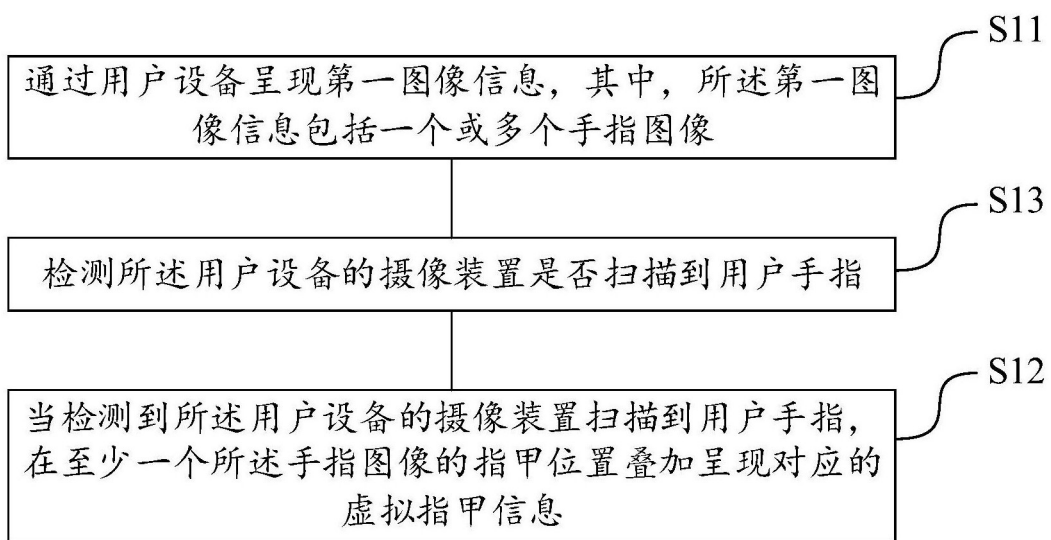 S11
通过用户设备呈现第一图像信息，其中，所述第一图
像信息包括一个或多个手指图像
S13
检测所述用户设备的摄像装置是否扫描到用户手指
S12
当检测到所述用户设备的摄像装置扫描到用户手指，
在至少一个所述手指图像的指甲位置叠加呈现对应的
虚拟指甲信息